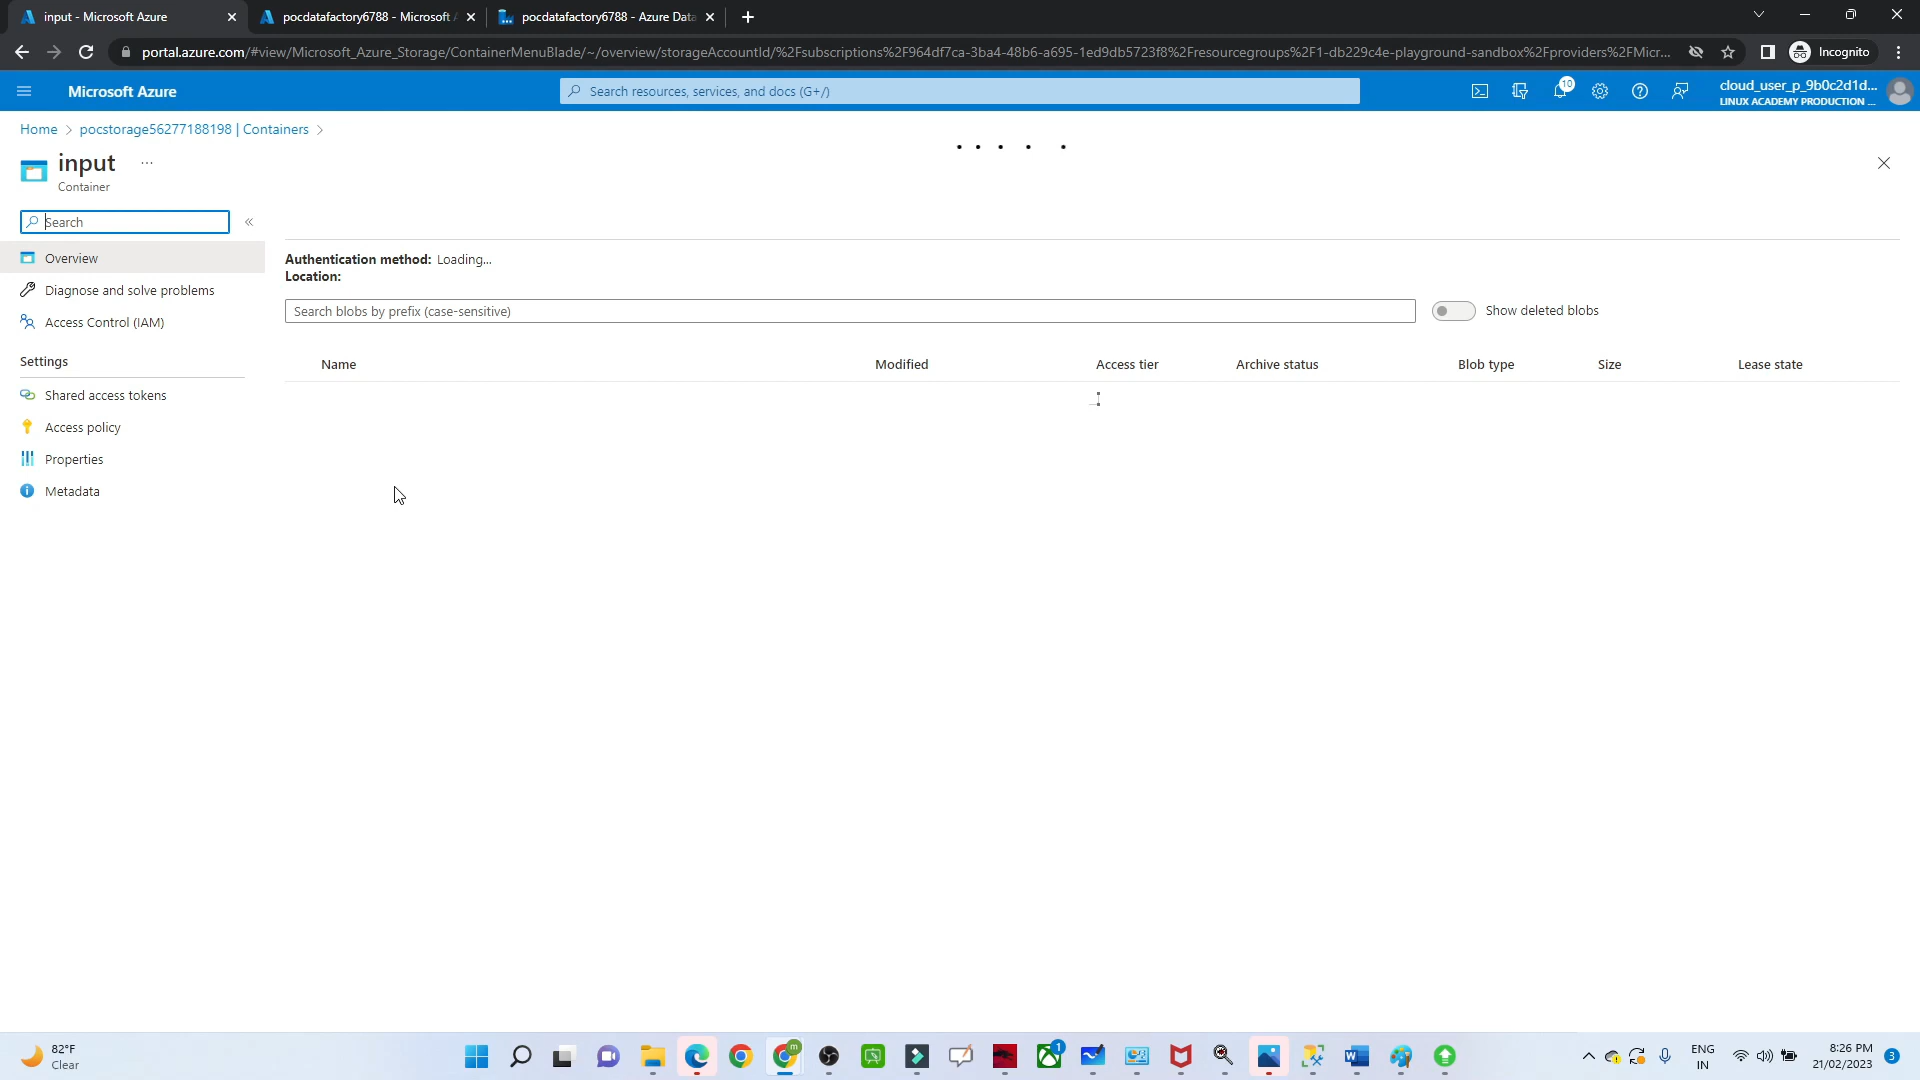 input - Microsoft Azure
pocdatafactory6788 - Microsoft
pocdatafactory6788 - Azure Data
portal.azure.com/#view/Microsoft_Azure_Storage/ContainerMenuBlade/~/overview/storageAccountId/%2Fsubscriptions%2F964df7ca-3ba4-48b6-a695-1ed9db5723f8%2Fresourcegroups%2F1-db229c4e-playground-sandbox%2Fproviders%2FMicr...
Incognito
Microsoft Azure
Search resources, services, and docs (G+/)
10
cloud_user_p_9b0c2d1d...
LINUX ACADEMY PRODUCTION ...
Home > pocstorage56277188198 | Containers >
input ...
Container
Search
«
Overview
Diagnose and solve problems
Access Control (IAM)
Settings
Shared access tokens
Access policy
Properties
Metadata
Authentication method: Loading...
Location:
Search blobs by prefix (case-sensitive)
Show deleted blobs
Name Modified Access tier Archive status Blob type Size Lease state
82°F
Clear
m
1
ENG
IN
8:26 PM
21/02/2023
3